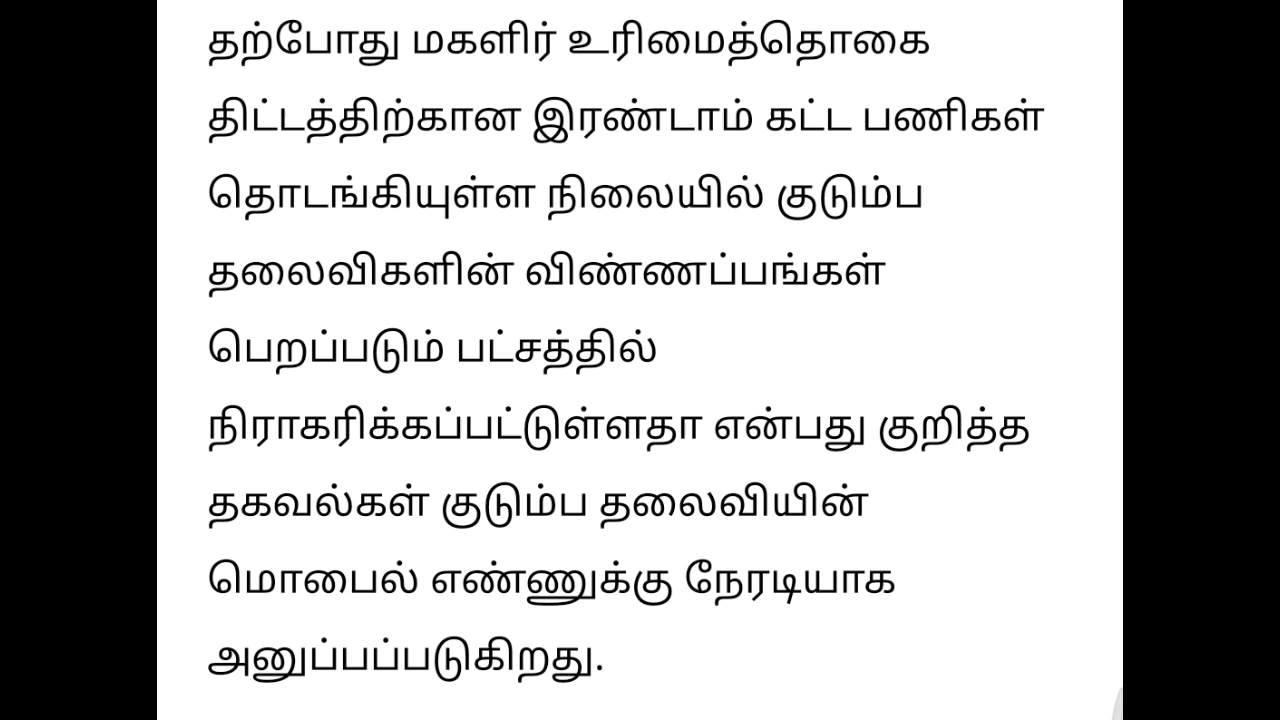 தற்போது மகளிர் உரிமைத்தொகை
திட்டத்திற்கான இரண்டாம் கட்ட பணிகள்
தொடங்கியுள்ள நிலையில் குடும்ப
தலைவிகளின் விண்ணப்பங்கள்
பெறப்படும் பட்சத்தில்
நிராகரிக்கப்பட்டுள்ளதா என்பது குறித்த
தகவல்கள் குடும்ப தலைவியின்
மொபைல் எண்ணுக்கு நேரடியாக
அனுப்பப்படுகிறது.